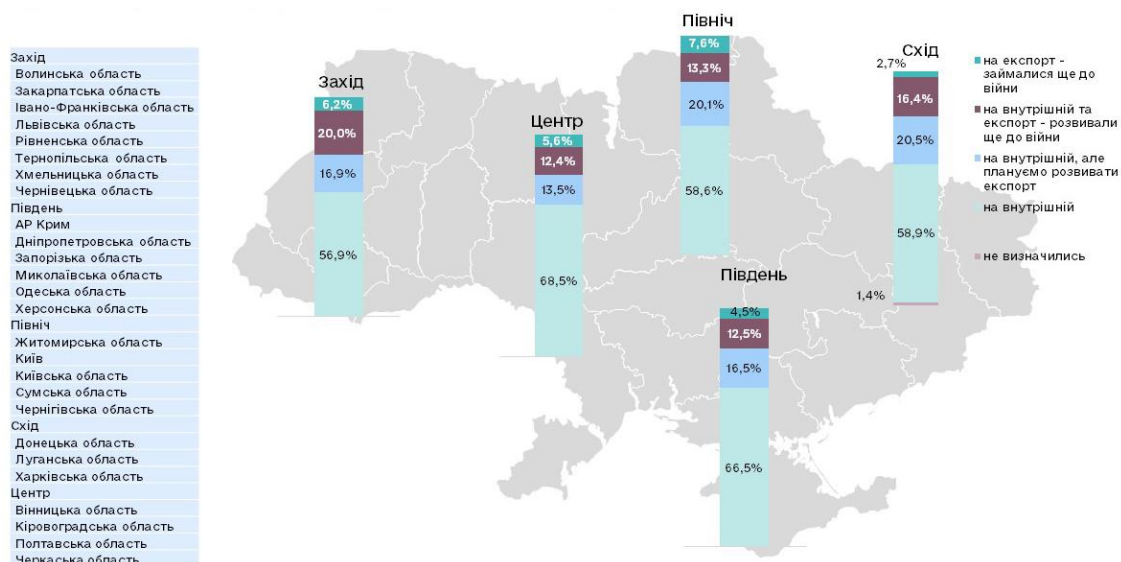 Захід
Волинська область
Закарпатська область
Івано-Франківська область
Львівська область
Рівненська область
Тернопільська область
Хмельницька область
Чернівецька область
Південь
АР Крим
Дніпропетровська область
Запорізька область
Миколаївська область
Одеська область
Херсонська область
Північ
Житомирська область
Київ
Київська область
Сумська область
Чернігівська область
Схід
Донецька область
Луганська область
Харківська область
Центр
Вінницька область
Кіровоградська область
Полтавська область
Черкаська область
Захід
6,2%
20,0%
16,9%
56,9%
Центр
5,6%
12,4%
13,5%
68,5%
Північ
7,6%
13,3%
20,1%
58,6%
Південь
4,5%
12,5%
16,5%
66,5%
Схід
2,7%
16,4%
20,5%
58,9%
1,4%
на експорт -
займалися ще до
війни
на внутрішній та
експорт - розвивали
ще до війни
на внутрішній, але
плануємо розвивати
експорт
на внутрішній
не визначились